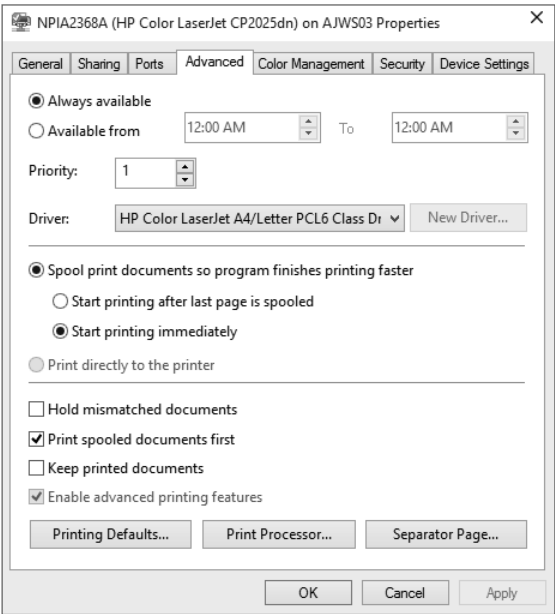 NPIA2368A (HP Color LaserJet CP2025dn) on AJWS03 Properties
General Sharing Ports Advanced Color Management Security Device Settings
Always available
Available from 12:00 AM To 12:00 AM
Priority: 1
Driver: HP Color LaserJet A4/Letter PCL6 Class Dr New Driver...
Spool print documents so program finishes printing faster
Start printing after last page is spooled
Start printing immediately
Print directly to the printer
Hold mismatched documents
Print spooled documents first
Keep printed documents
Enable advanced printing features
Printing Defaults... Print Processor... Separator Page...
OK Cancel Apply